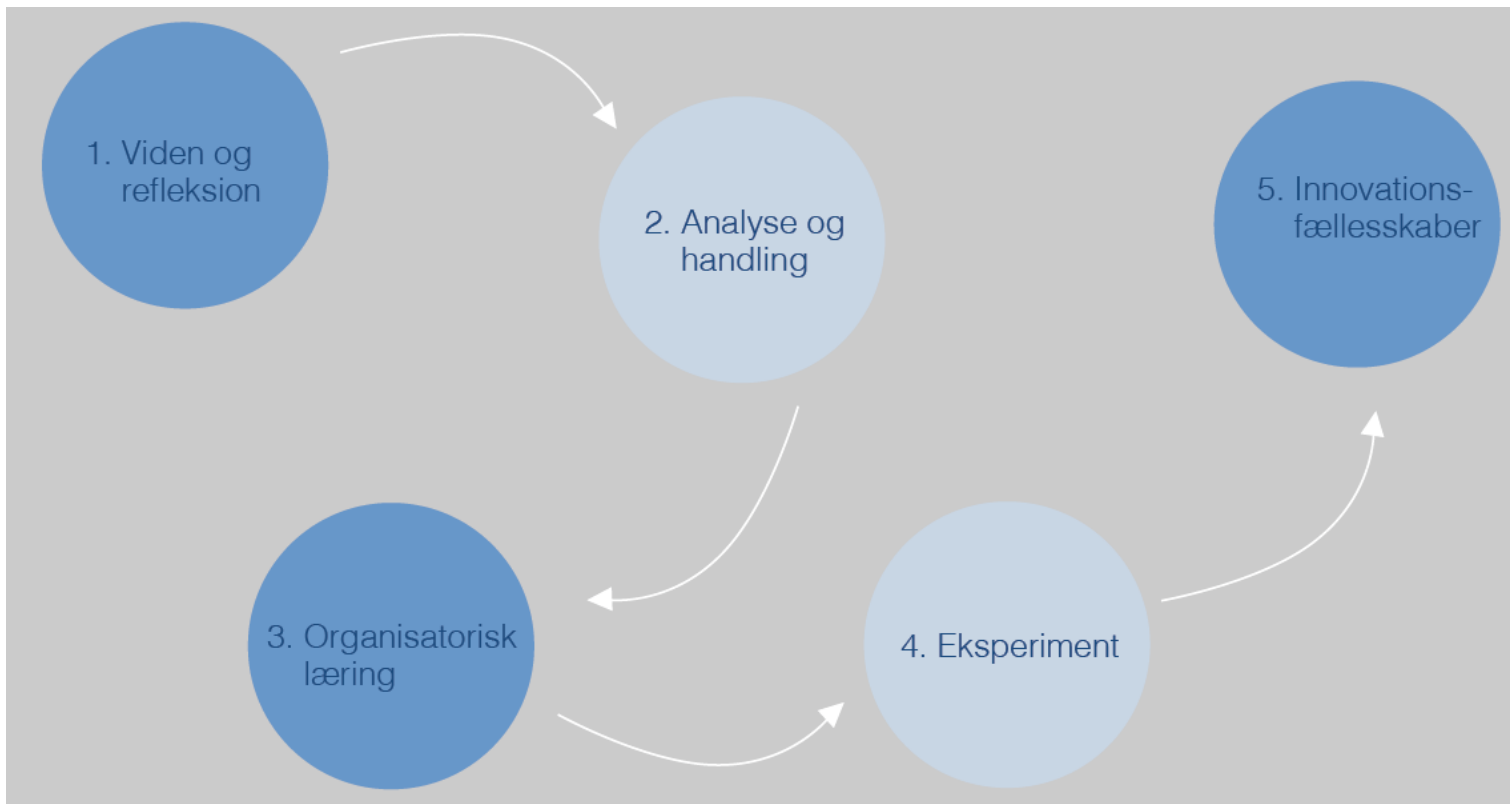 1. Viden og
refleksion
2. Analyse og
handling
3. Organisatorisk
læring
4. Eksperiment
5. Innovations-
fællesskaber